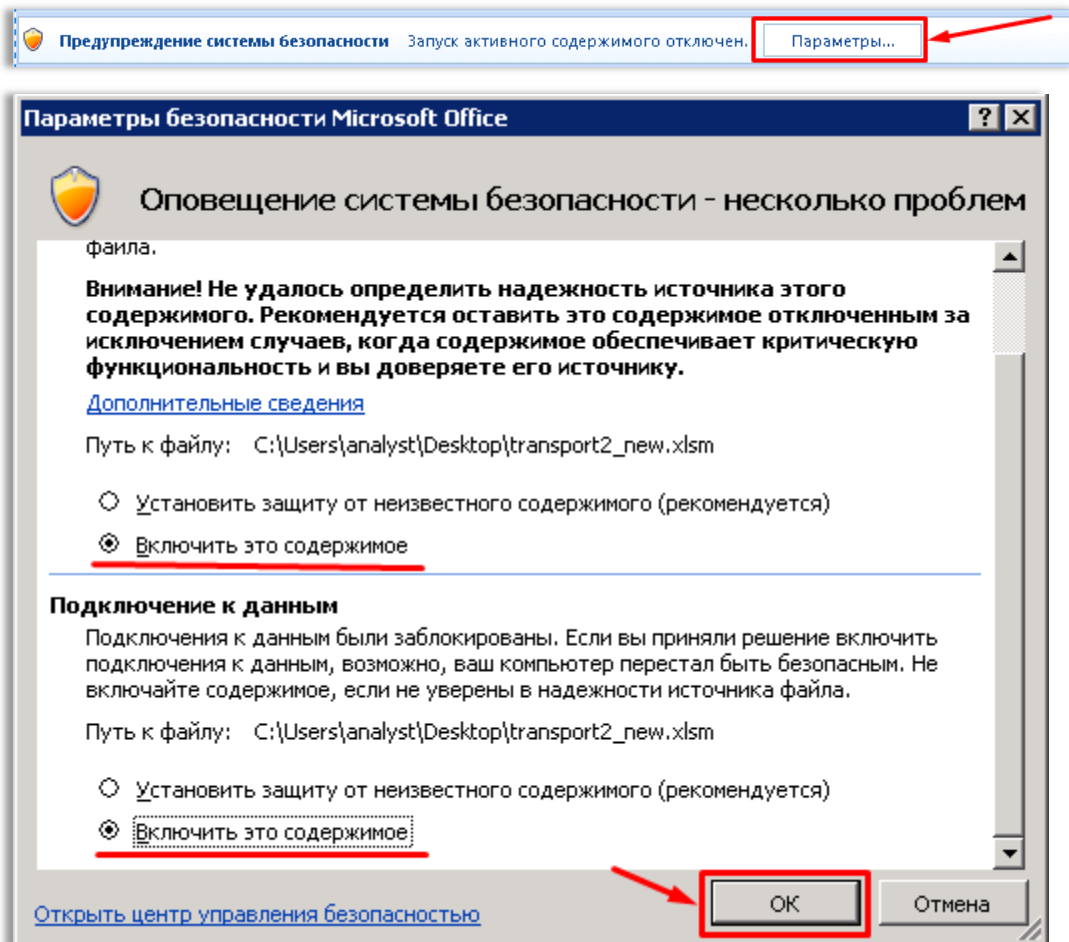 Предупреждение системы безопасности Запуск активного содержимого отключен. Параметры...
Параметры безопасности Microsoft Office
Оповещение системы безопасности - несколько проблем
файла.
Внимание! Не удалось определить надежность источника этого
содержимого. Рекомендуется оставить это содержимое отключенным за
исключением случаев, когда содержимое обеспечивает критическую
функциональность и вы доверяете его источнику.
Дополнительные сведения
Путь к файлу: C:\Users\analyst\Desktop\transport2_new.xlsm
Установить защиту от неизвестного содержимого (рекомендуется)
Включить это содержимое
Подключение к данным
Подключения к данным были заблокированы. Если вы приняли решение включить
подключения к данным, возможно, ваш компьютер перестал быть безопасным. Не
включайте содержимое, если не уверены в надежности источника файла.
Путь к файлу: C:\Users\analyst\Desktop\transport2_new.xlsm
Установить защиту от неизвестного содержимого (рекомендуется)
Включить это содержимое
Открыть центр управления безопасностью
ОК
Отмена